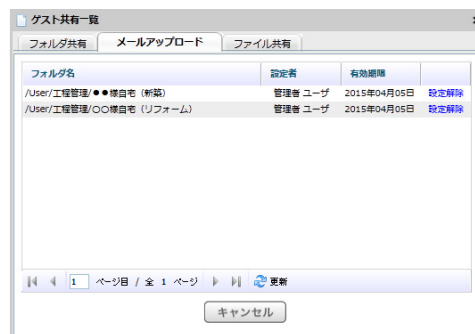 ゲスト共有一覧
フォルダ共有 メールアップロード ファイル共有
フォルダ名 設定者 有効期限
/User/工程管理/●●様自宅（新築） 管理者 ユーザ 2015年04月05日 設定解除
/User/工程管理/○○様自宅（リフォーム） 管理者 ユーザ 2015年04月05日 設定解除
1 ページ目 / 全 1 ページ 更新
キャンセル